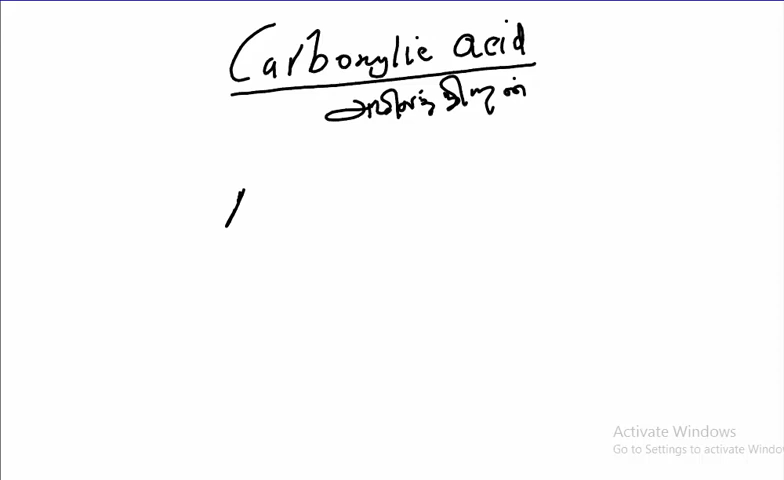 Carboxylic acid
Activate Windows
Go to Settings to activate Windo